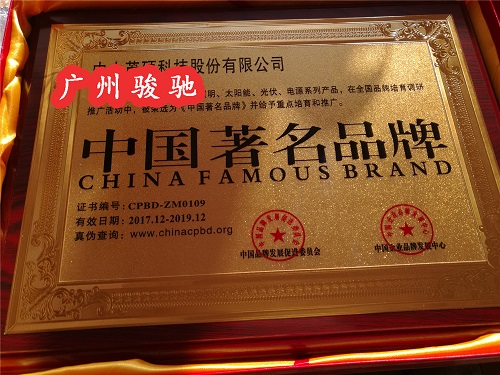 科技股份有限公司
广州骏驰
明、太阳能、光伏、电源系列产品，在全国品牌培育调研
推广活动中，被荣选为《中国著名品牌》并给予重点培育和推广。
中国著名品牌
CHINA FAMOUS BRAND
证书编号：CPBD-ZM0109
有效日期：2017.12-2019.12
真伪查询：www.chinacpbd.org
中国品牌发展促进委员会
中国企业品牌发展中心